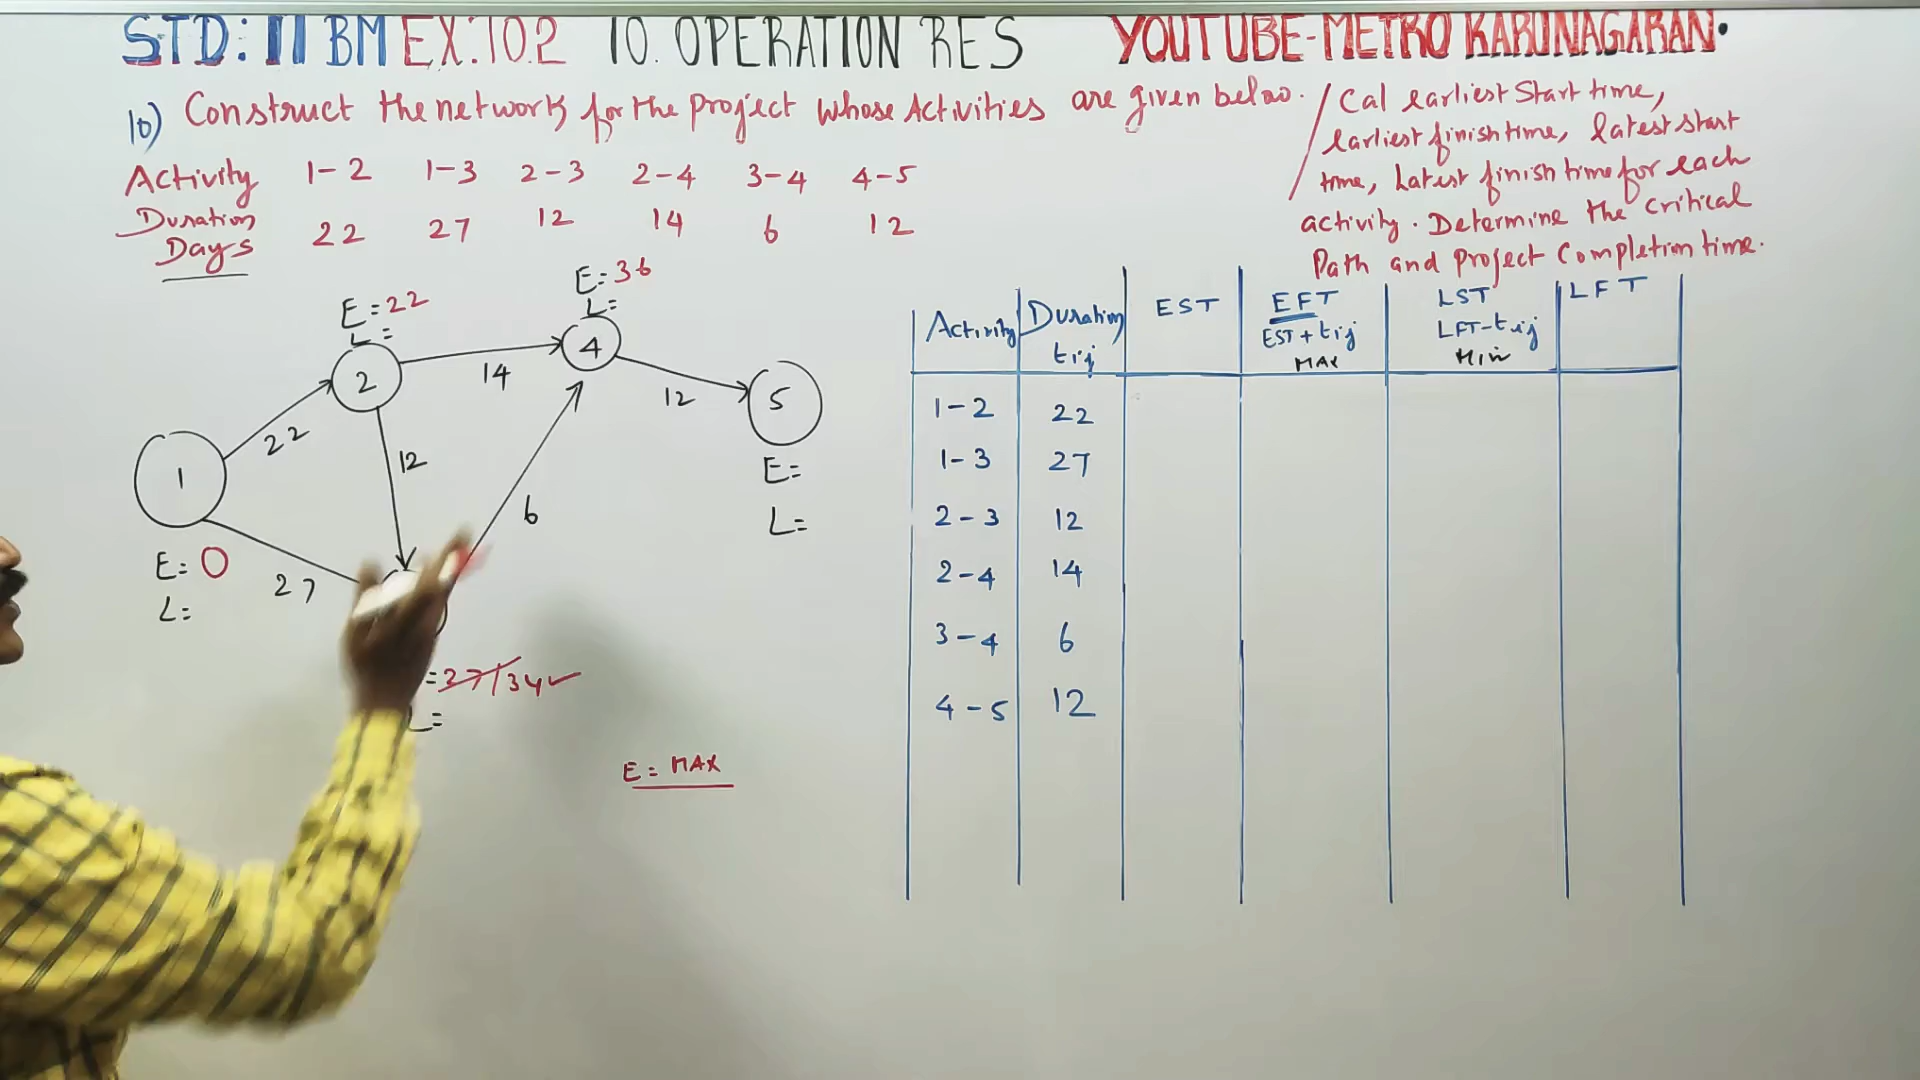 STD: 11 BM EX:10.2 10. OPERATION RES YOUTUBE-METRO KARUNAGARAN.
10) Construct the network for the project whose Activities are given below. / Cal earliest Start time,
earliest finish time, latest start
time, Latest finish time for each
activity. Determine the critical
Path and project Completion time.
Activity 1-2 1-3 2-3 2-4 3-4 4-5
Duration Days 22 27 12 14 6 12
E=22
L=
E=36
L=
1
2
4
5
22
14
12
12
27
6
E=0
L=
E=
L=
=27/34✓
L=
E = MAX
Activity Duration tij EST EFT EST + tij MAX LST LFT-tij Min LFT
1-2 22
1-3 27
2-3 12
2-4 14
3-4 6
4-5 12